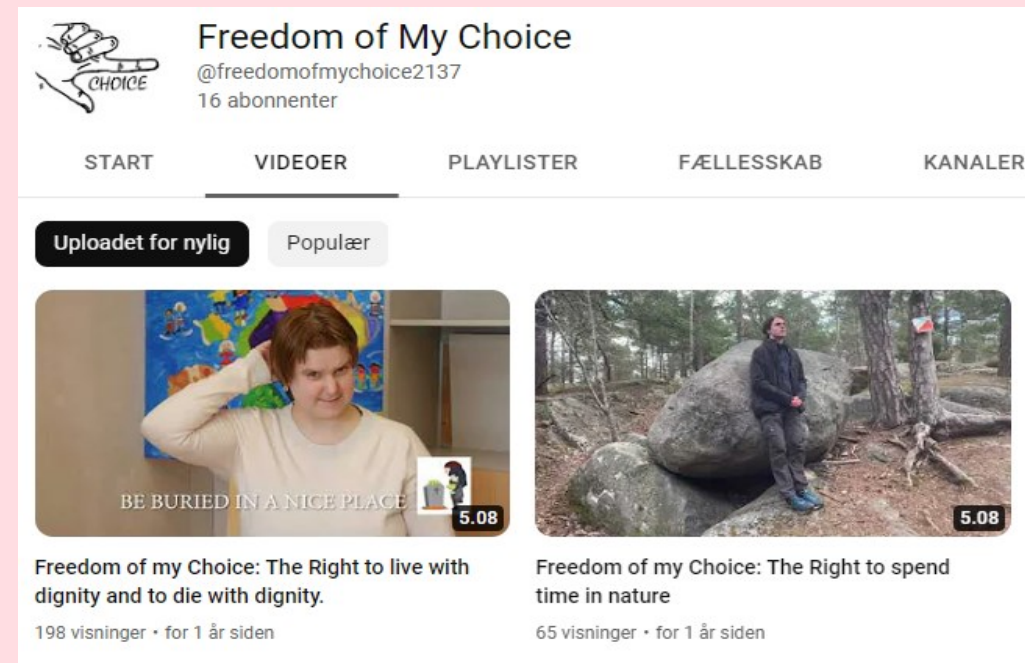 CHOICE
Freedom of My Choice
@freedomofmychoice2137
16 abonnenter
START VIDEOER PLAYLISTER FÆLLESSKAB KANALER
Uploadet for nylig Populær
BE BURIED IN A NICE PLACE
5.08
5.08
Freedom of my Choice: The Right to live with
dignity and to die with dignity.
198 visninger • for 1 år siden
Freedom of my Choice: The Right to spend
time in nature
65 visninger • for 1 år siden